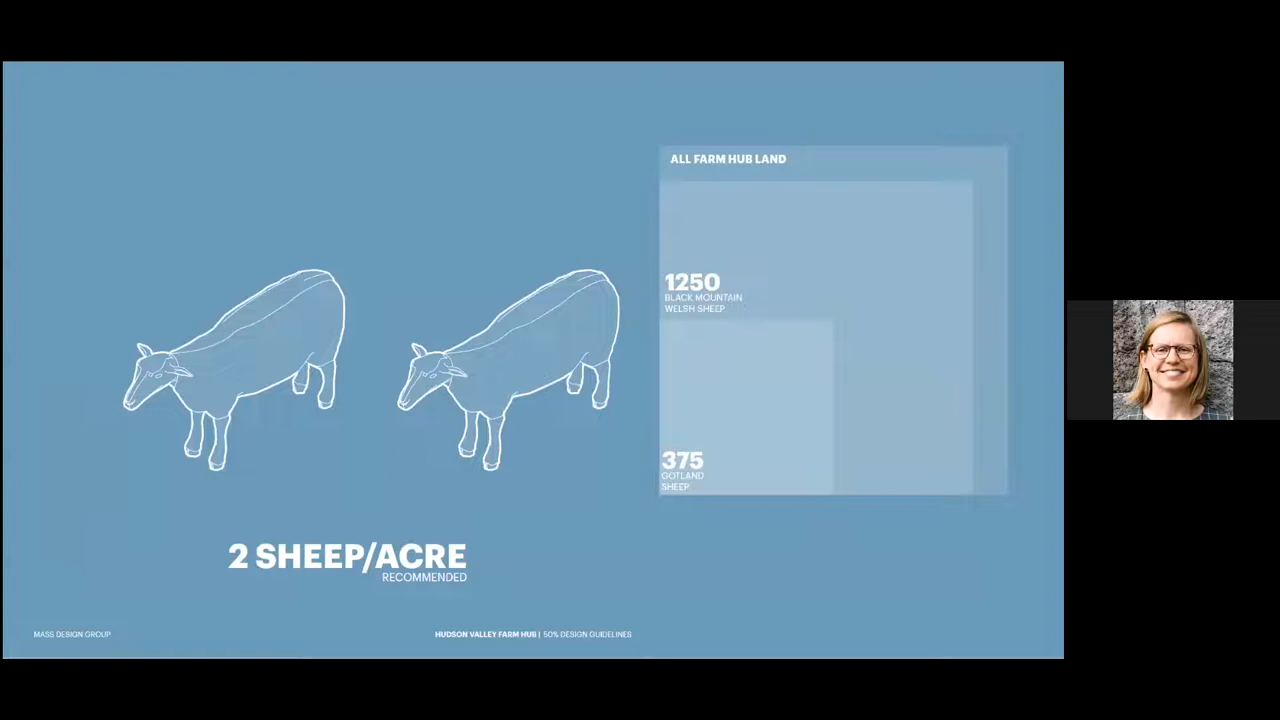 ALL FARM HUB LAND
1250
BLACK MOUNTAIN
WELSH SHEEP
375
GOTLAND
SHEEP
2 SHEEP/ACRE
RECOMMENDED
MASS DESIGN GROUP
HUDSON VALLEY FARM HUB | 50% DESIGN GUIDELINES